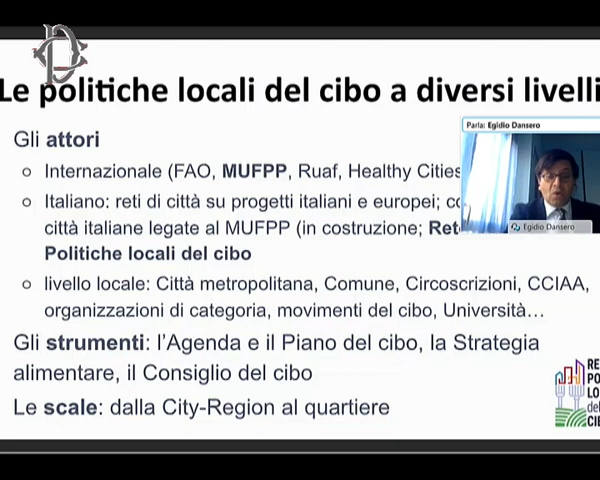 Le politiche locali del cibo a diversi livelli
Parla: Egidio Dansero
Gli attori
Internazionale (FAO, MUFPP, Ruaf, Healthy Cities
Italiano: reti di città su progetti italiani e europei;
città italiane legate al MUFPP (in costruzione;
Egidio Dansero
Politiche locali del cibo
livello locale: Città metropolitana, Comune, Circoscrizioni, CCIAA,
organizzazioni di categoria, movimenti del cibo, Università…
Gli strumenti: l’Agenda e il Piano del cibo, la Strategia
alimentare, il Consiglio del cibo
Le scale: dalla City-Region al quartiere